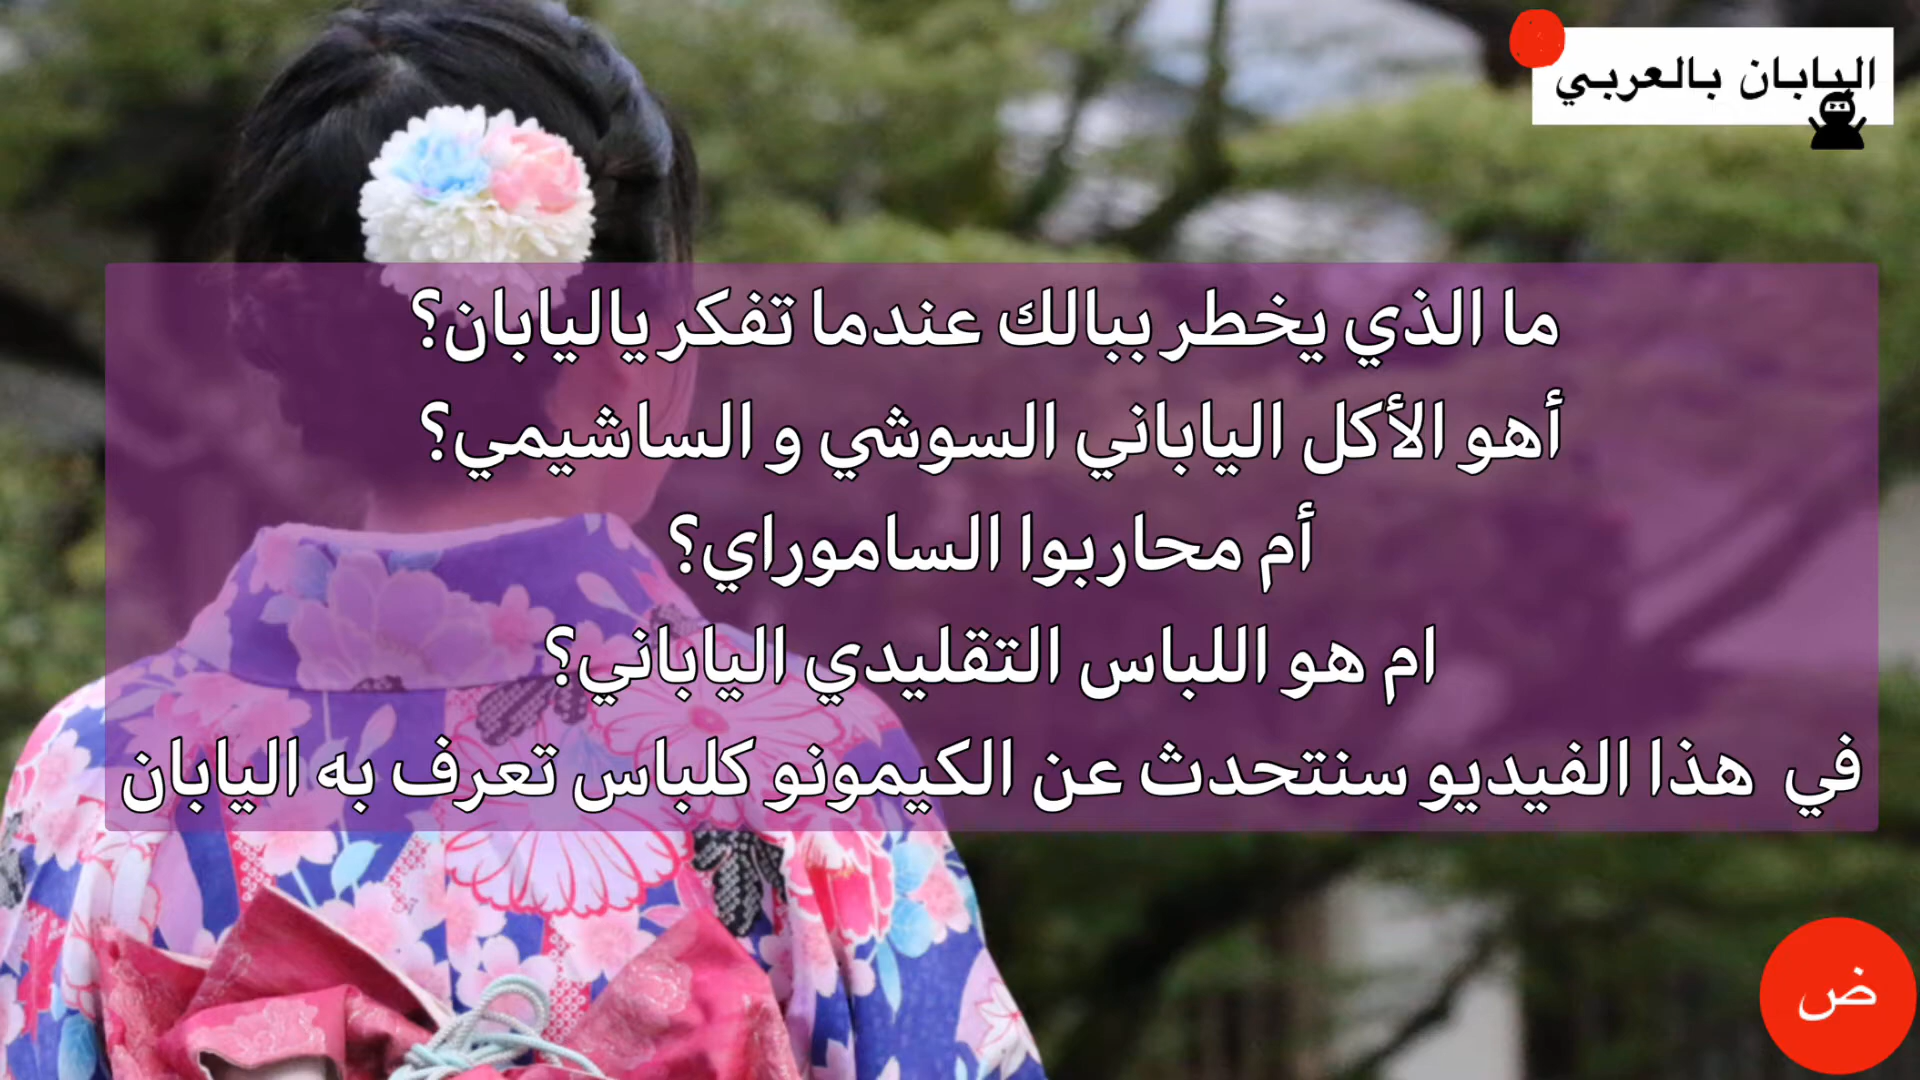 اليابان بالعربي
ما الذي يخطر ببالك عندما تفكر ياليابان؟
أهو الأكل الياباني السوشي و الساشيمي؟
أم محاربوا الساموراي؟
ام هو اللباس التقليدي الياباني؟
في هذا الفيديو سنتحدث عن الكيمونو كلباس تعرف به اليابان
ض